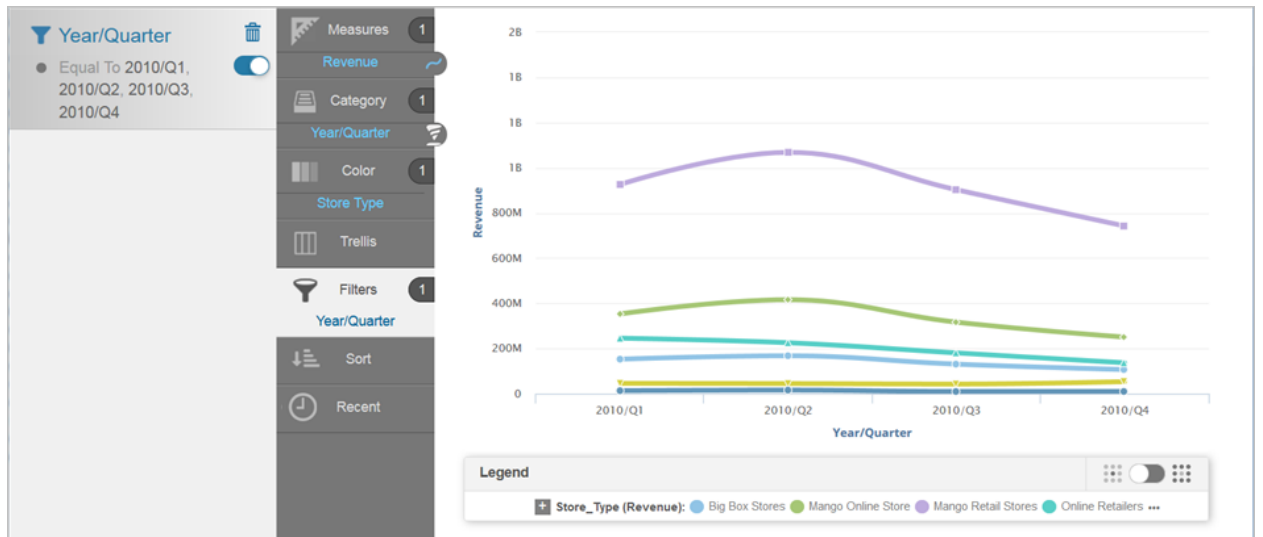 Year/Quarter
Equal To 2010/Q1,
2010/Q2, 2010/Q3,
2010/Q4
Measures 1
Revenue
Category 1
Year/Quarter
Color 1
Store Type
Trellis
Filters 1
Year/Quarter
Sort
Recent
2B
1B
1B
1B
800M
600M
400M
200M
0
Revenue
2010/Q1 2010/Q2 2010/Q3 2010/Q4
Year/Quarter
Legend
Store_Type (Revenue): Big Box Stores Mango Online Store Mango Retail Stores Online Retailers •••